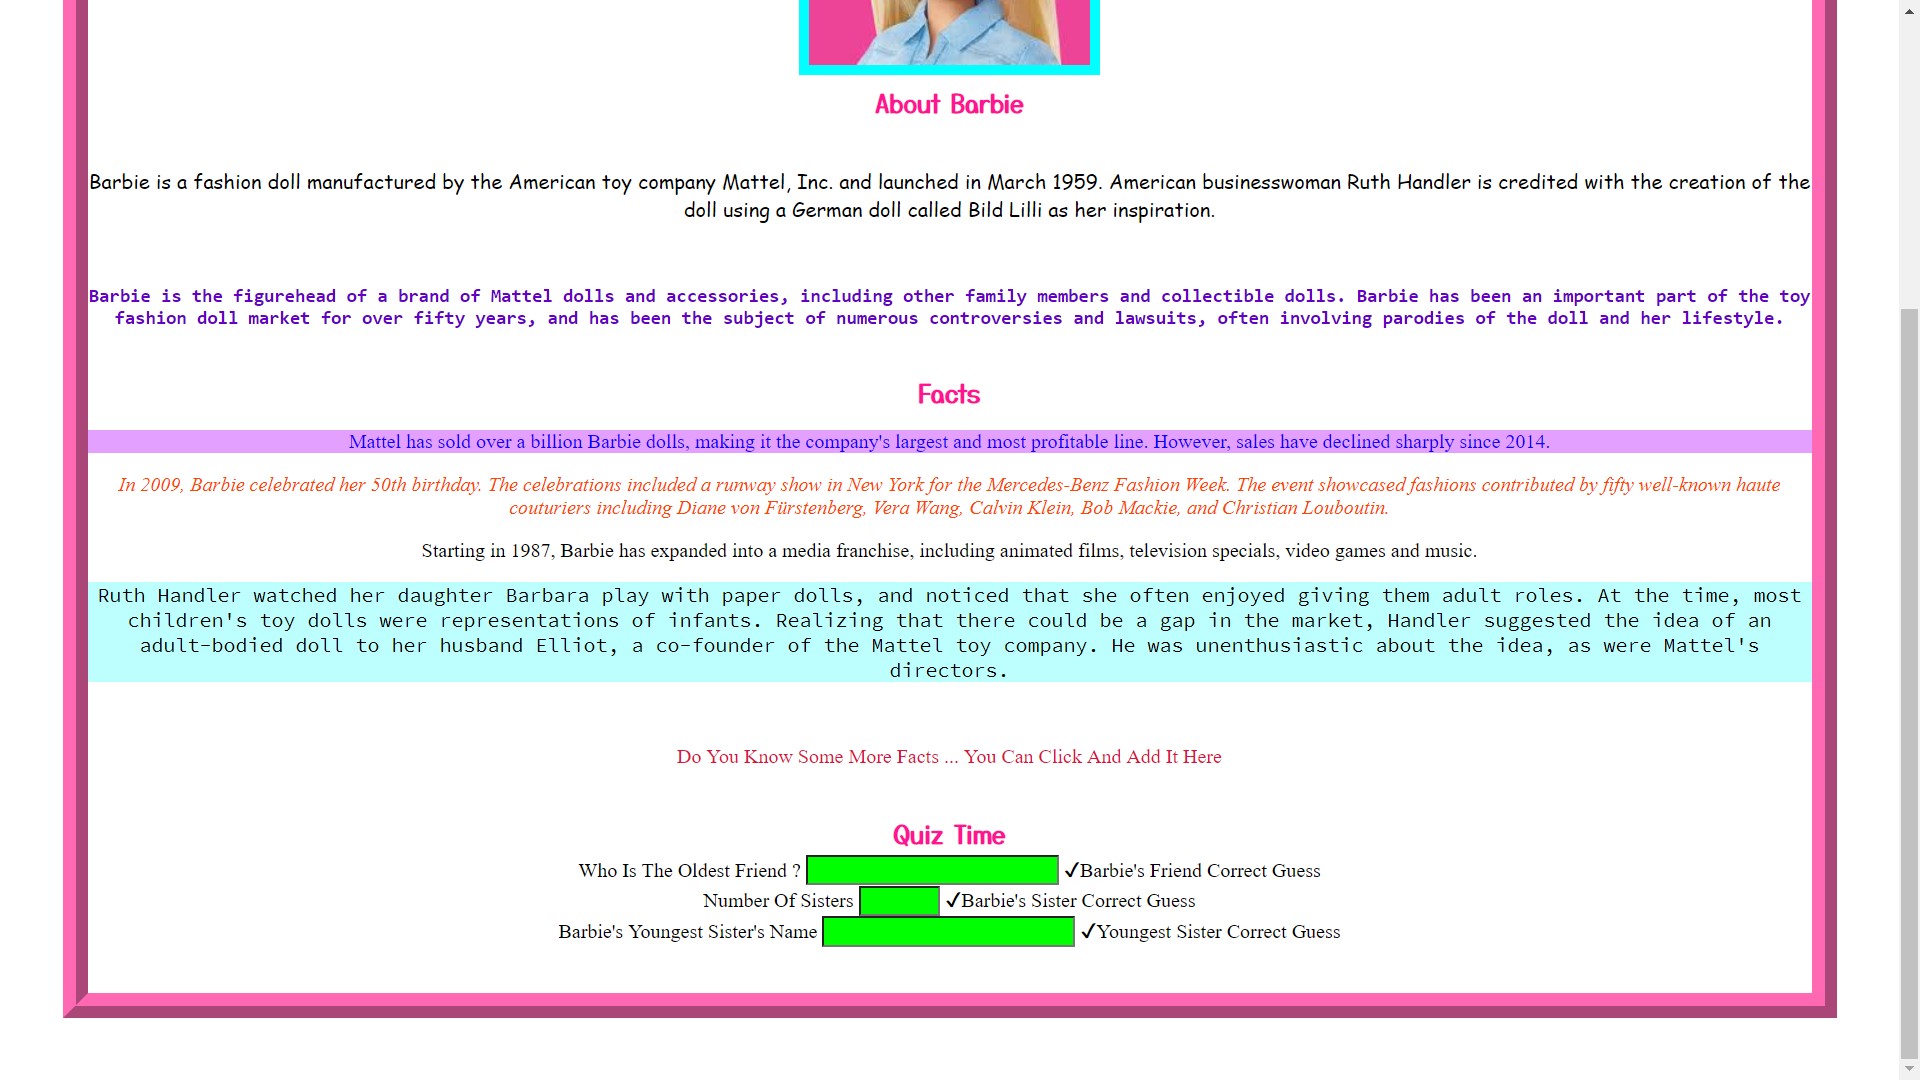 About Barbie
Barbie is a fashion doll manufactured by the American toy company Mattel, Inc. and launched in March 1959. American businesswoman Ruth Handler is credited with the creation of the
doll using a German doll called Bild Lilli as her inspiration.
Barbie is the figurehead of a brand of Mattel dolls and accessories, including other family members and collectible dolls. Barbie has been an important part of the toy
fashion doll market for over fifty years, and has been the subject of numerous controversies and lawsuits, often involving parodies of the doll and her lifestyle.
Facts
Mattel has sold over a billion Barbie dolls, making it the company's largest and most profitable line. However, sales have declined sharply since 2014.
In 2009, Barbie celebrated her 50th birthday. The celebrations included a runway show in New York for the Mercedes-Benz Fashion Week. The event showcased fashions contributed by fifty well-known haute
couturiers including Diane von Fürstenberg, Vera Wang, Calvin Klein, Bob Mackie, and Christian Louboutin.
Starting in 1987, Barbie has expanded into a media franchise, including animated films, television specials, video games and music.
Ruth Handler watched her daughter Barbara play with paper dolls, and noticed that she often enjoyed giving them adult roles. At the time, most
children's toy dolls were representations of infants. Realizing that there could be a gap in the market, Handler suggested the idea of an
adult-bodied doll to her husband Elliot, a co-founder of the Mattel toy company. He was unenthusiastic about the idea, as were Mattel's
directors.
Do You Know Some More Facts ... You Can Click And Add It Here
Quiz Time
Who Is The Oldest Friend ? ✓Barbie's Friend Correct Guess
Number Of Sisters ✓Barbie's Sister Correct Guess
Barbie's Youngest Sister's Name ✓Youngest Sister Correct Guess